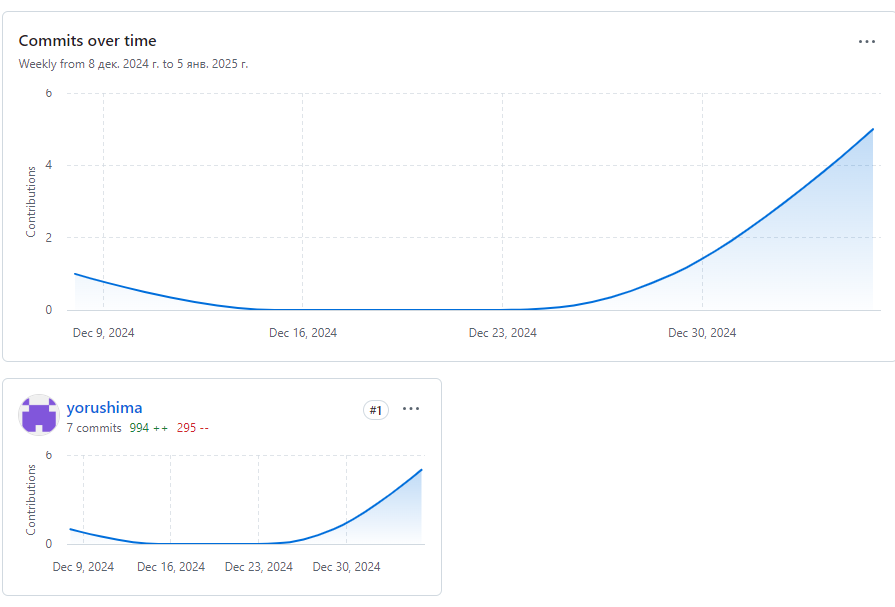 Commits over time
Weekly from 8 дек. 2024 г. to 5 янв. 2025 г.
Contributions
6
4
2
0
Dec 9, 2024 Dec 16, 2024 Dec 23, 2024 Dec 30, 2024
yorushima
#1
7 commits 994 ++ 295 --
Contributions
6
0
Dec 9, 2024 Dec 16, 2024 Dec 23, 2024 Dec 30, 2024